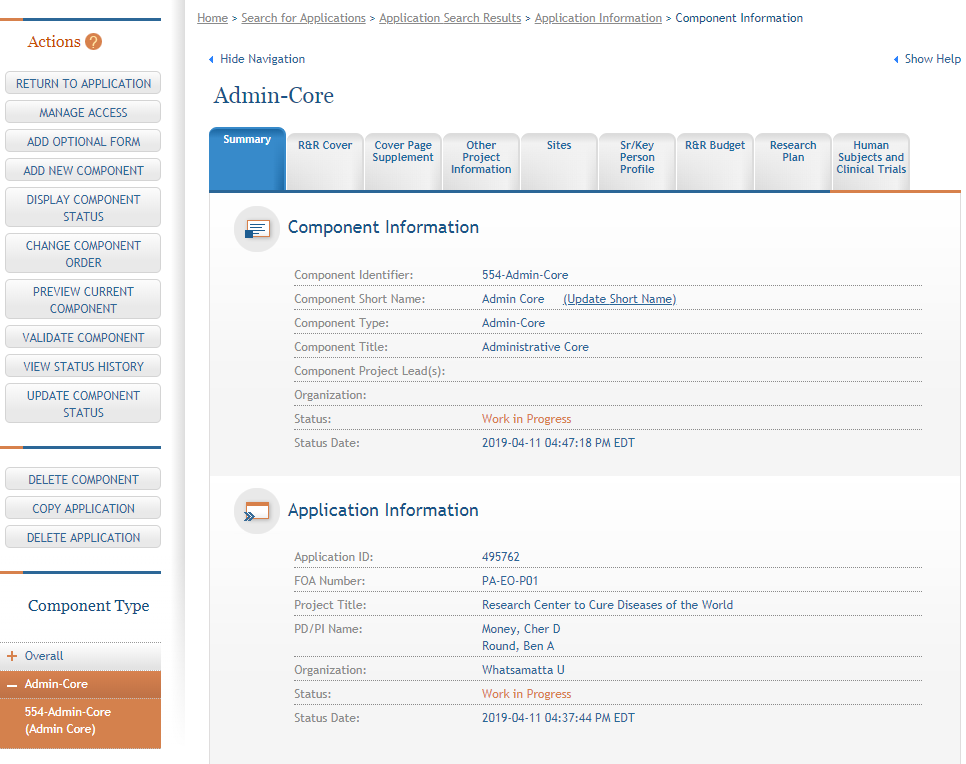 Home > Search for Applications > Application Search Results > Application Information > Component Information
Actions ?
RETURN TO APPLICATION
MANAGE ACCESS
ADD OPTIONAL FORM
ADD NEW COMPONENT
DISPLAY COMPONENT
STATUS
CHANGE COMPONENT
ORDER
PREVIEW CURRENT
COMPONENT
VALIDATE COMPONENT
VIEW STATUS HISTORY
UPDATE COMPONENT
STATUS
DELETE COMPONENT
COPY APPLICATION
DELETE APPLICATION
Component Type
+ Overall
– Admin-Core
554-Admin-Core
(Admin Core)
Hide Navigation
Show Help
Admin-Core
Summary
R&R Cover
Cover Page
Supplement
Other
Project
Information
Sites
Sr/Key
Person
Profile
R&R Budget
Research
Plan
Human
Subjects and
Clinical Trials
Component Information
Component Identifier: 554-Admin-Core
Component Short Name: Admin Core (Update Short Name)
Component Type: Admin-Core
Component Title: Administrative Core
Component Project Lead(s):
Organization:
Status: Work in Progress
Status Date: 2019-04-11 04:47:18 PM EDT
Application Information
Application ID: 495762
FOA Number: PA-EO-P01
Project Title: Research Center to Cure Diseases of the World
PD/PI Name: Money, Cher D
Round, Ben A
Organization: Whatsamatta U
Status: Work in Progress
Status Date: 2019-04-11 04:37:44 PM EDT